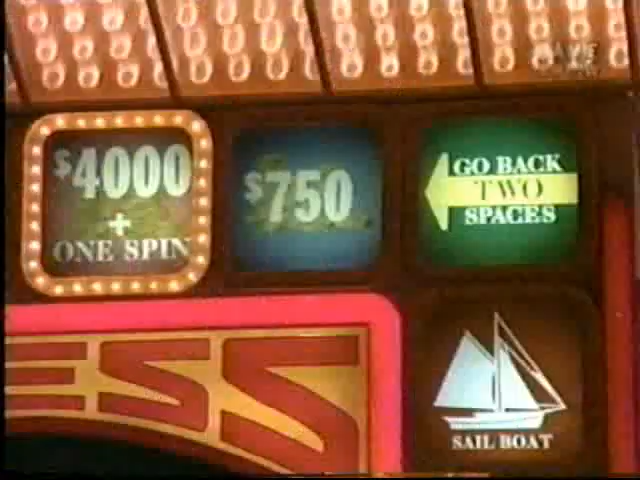 $4000
+
ONE SPIN
$750
GO BACK
TWO
SPACES
ESS
SAIL BOAT